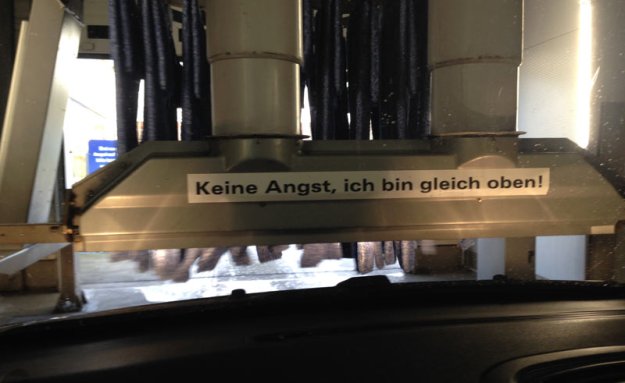 Keine Angst, ich bin gleich oben!